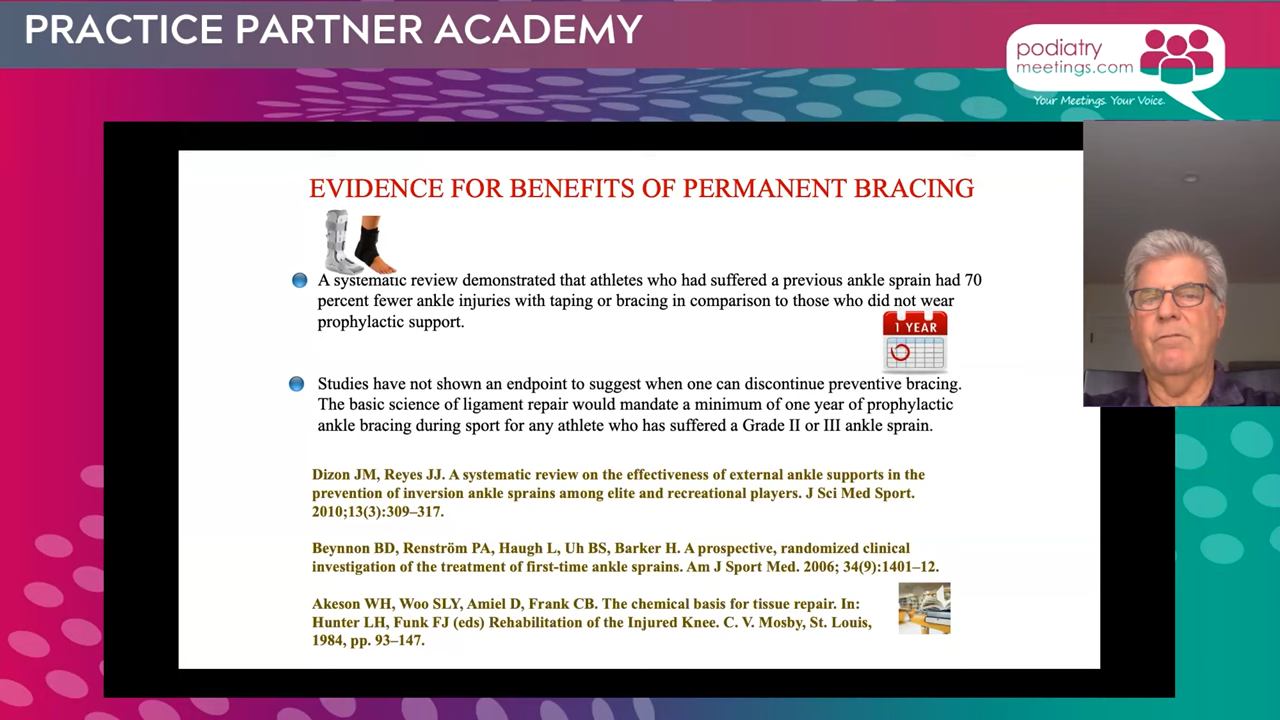 PRACTICE PARTNER ACADEMY
podiatry
meetings.com
Your Meetings. Your Voice.
EVIDENCE FOR BENEFITS OF PERMANENT BRACING
A systematic review demonstrated that athletes who had suffered a previous ankle sprain had 70
percent fewer ankle injuries with taping or bracing in comparison to those who did not wear
prophylactic support.
1 YEAR
Studies have not shown an endpoint to suggest when one can discontinue preventive bracing.
The basic science of ligament repair would mandate a minimum of one year of prophylactic
ankle bracing during sport for any athlete who has suffered a Grade II or III ankle sprain.
Dizon JM, Reyes JJ. A systematic review on the effectiveness of external ankle supports in the
prevention of inversion ankle sprains among elite and recreational players. J Sci Med Sport.
2010;13(3):309–317.
Beynnon BD, Renström PA, Haugh L, Uh BS, Barker H. A prospective, randomized clinical
investigation of the treatment of first-time ankle sprains. Am J Sport Med. 2006; 34(9):1401–12.
Akeson WH, Woo SLY, Amiel D, Frank CB. The chemical basis for tissue repair. In:
Hunter LH, Funk FJ (eds) Rehabilitation of the Injured Knee. C. V. Mosby, St. Louis,
1984, pp. 93–147.